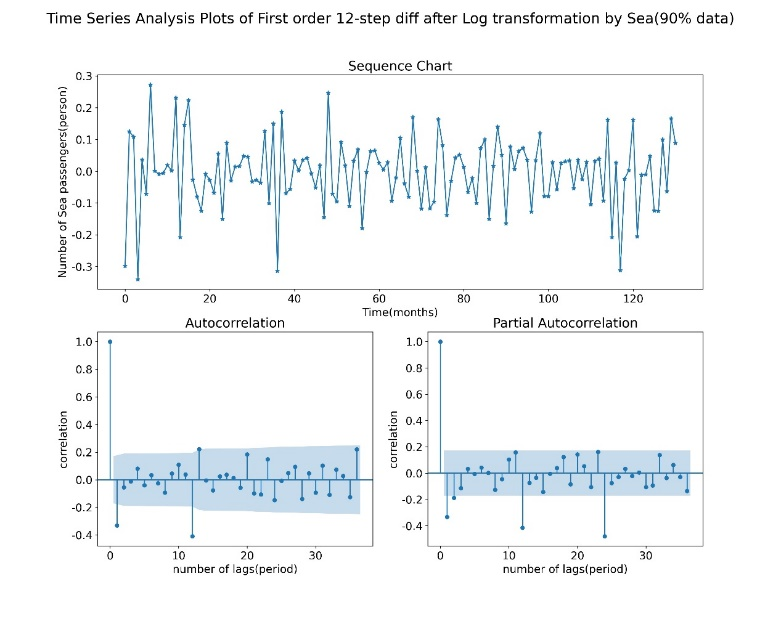 Time Series Analysis Plots of First order 12-step diff after Log transformation by Sea(90% data)
Sequence Chart
Number of Sea passengers(person)
0.3
0.2
0.1
0.0
-0.1
-0.2
-0.3
0 20 40 60 80 100 120
Time(months)
Autocorrelation
correlation
1.0
0.8
0.6
0.4
0.2
0.0
-0.2
-0.4
0 10 20 30
number of lags(period)
Partial Autocorrelation
correlation
1.0
0.8
0.6
0.4
0.2
0.0
-0.2
-0.4
0 10 20 30
number of lags(period)